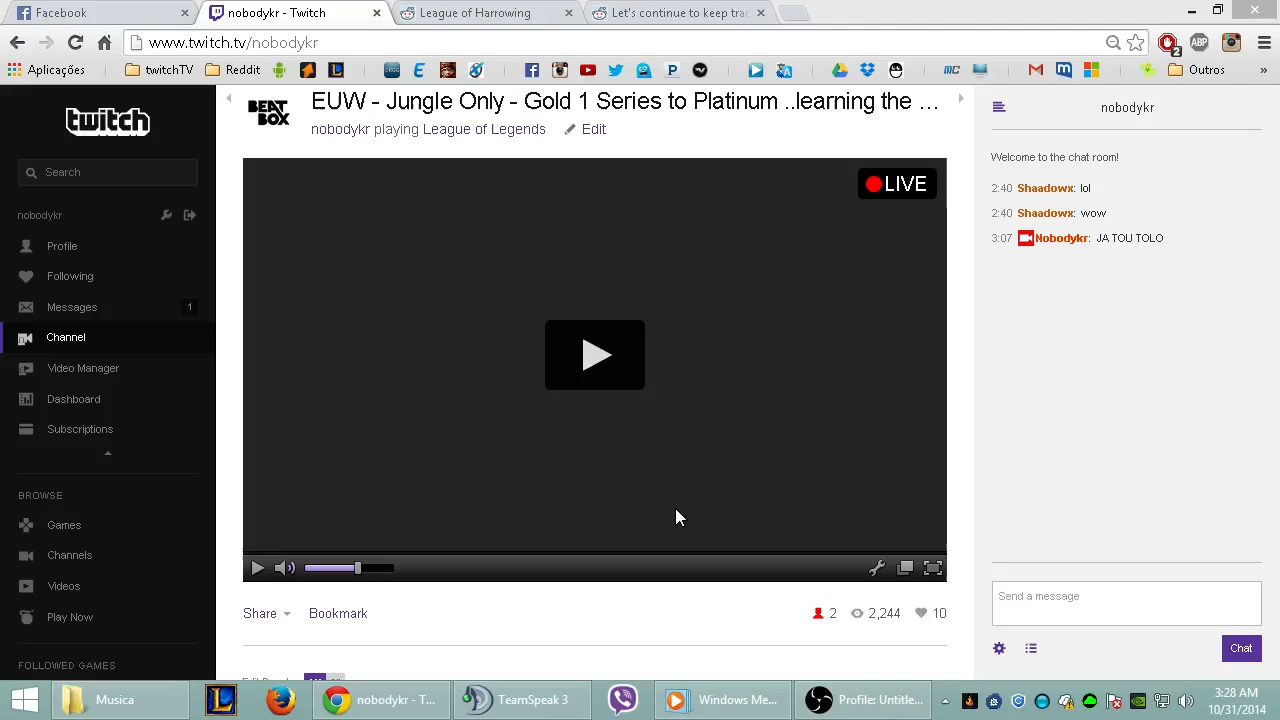 Facebook
nobodykr - Twitch
League of Harrowing
Let's continue to keep trac
www.twitch.tv/nobodykr
ABP
2
Aplicações
twitchTV
Reddit
Outros
twitch
Search
nobodykr
Profile
Following
Messages
1
Channel
Video Manager
Dashboard
Subscriptions
BROWSE
Games
Channels
Videos
Play Now
FOLLOWED GAMES
BEAT
BOX
EUW - Jungle Only - Gold 1 Series to Platinum ..learning the ...
nobodykr playing League of Legends
Edit
LIVE
Share
Bookmark
2
2,244
10
nobodykr
Welcome to the chat room!
2:40 Shaadowx: lol
2:40 Shaadowx: wow
3:07 Nobodykr: JA TOU TOLO
Send a message
Chat
Musica
nobodykr - T...
TeamSpeak 3
Windows Me...
Profile: Untitle...
3:28 AM
10/31/2014